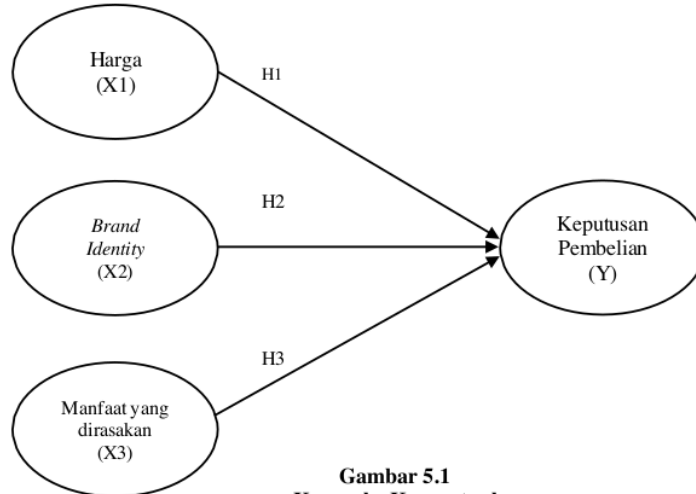 Harga
(X1)
H1
Brand
Identity
(X2)
H2
Keputusan
Pembelian
(Y)
H3
Manfaat yang
dirasakan
(X3)
Gambar 5.1